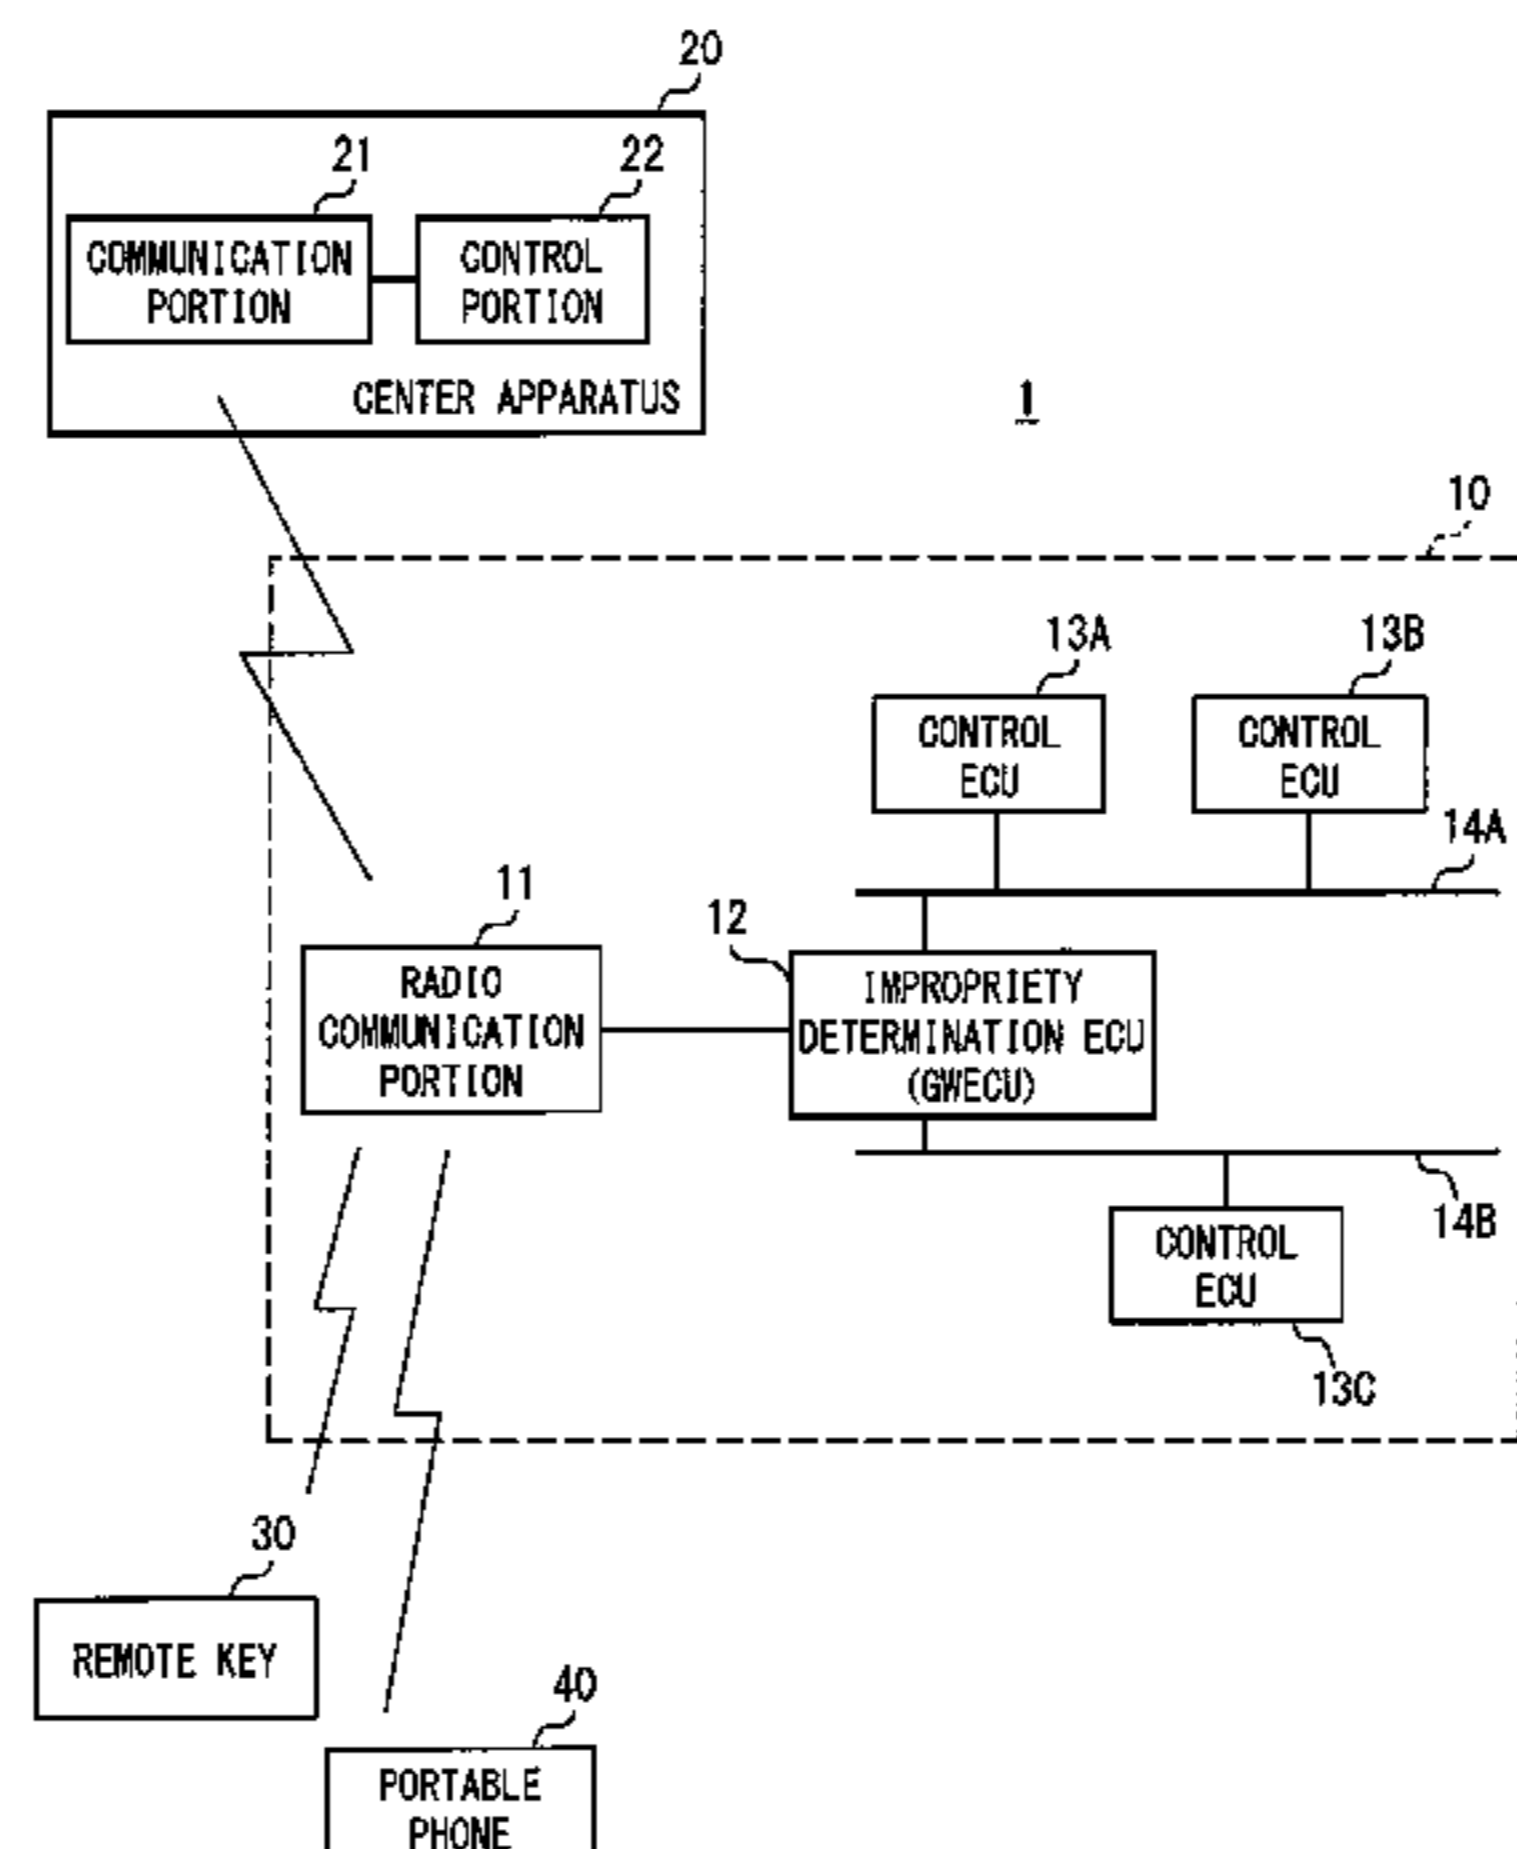 20
21
22
COMMUNICATION
PORTION
CONTROL
PORTION
CENTER APPARATUS
1
10
13A
13B
CONTROL
ECU
CONTROL
ECU
14A
11
12
RADIO
COMMUNICATION
PORTION
IMPROPRIETY
DETERMINATION ECU
(GWECU)
14B
CONTROL
ECU
13C
30
REMOTE KEY
40
PORTABLE
PHONE